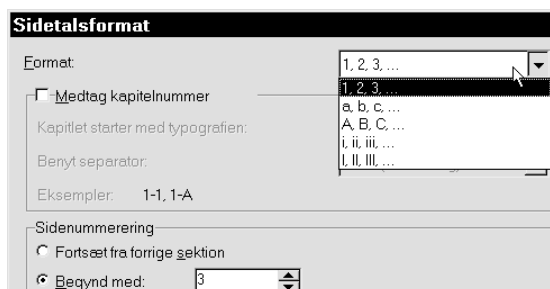 Sidetalsformat
Format: 1, 2, 3, ...
1, 2, 3, ...
Medtag kapitelnummer
a, b, c, ...
A, B, C, ...
Kapitlet starter med typografien:
i, ii, iii, ...
I, II, III, ...
Benyt separator:
Eksempler: 1-1, 1-A
Sidenummerering
Fortsæt fra forrige sektion
Begynd med: 3